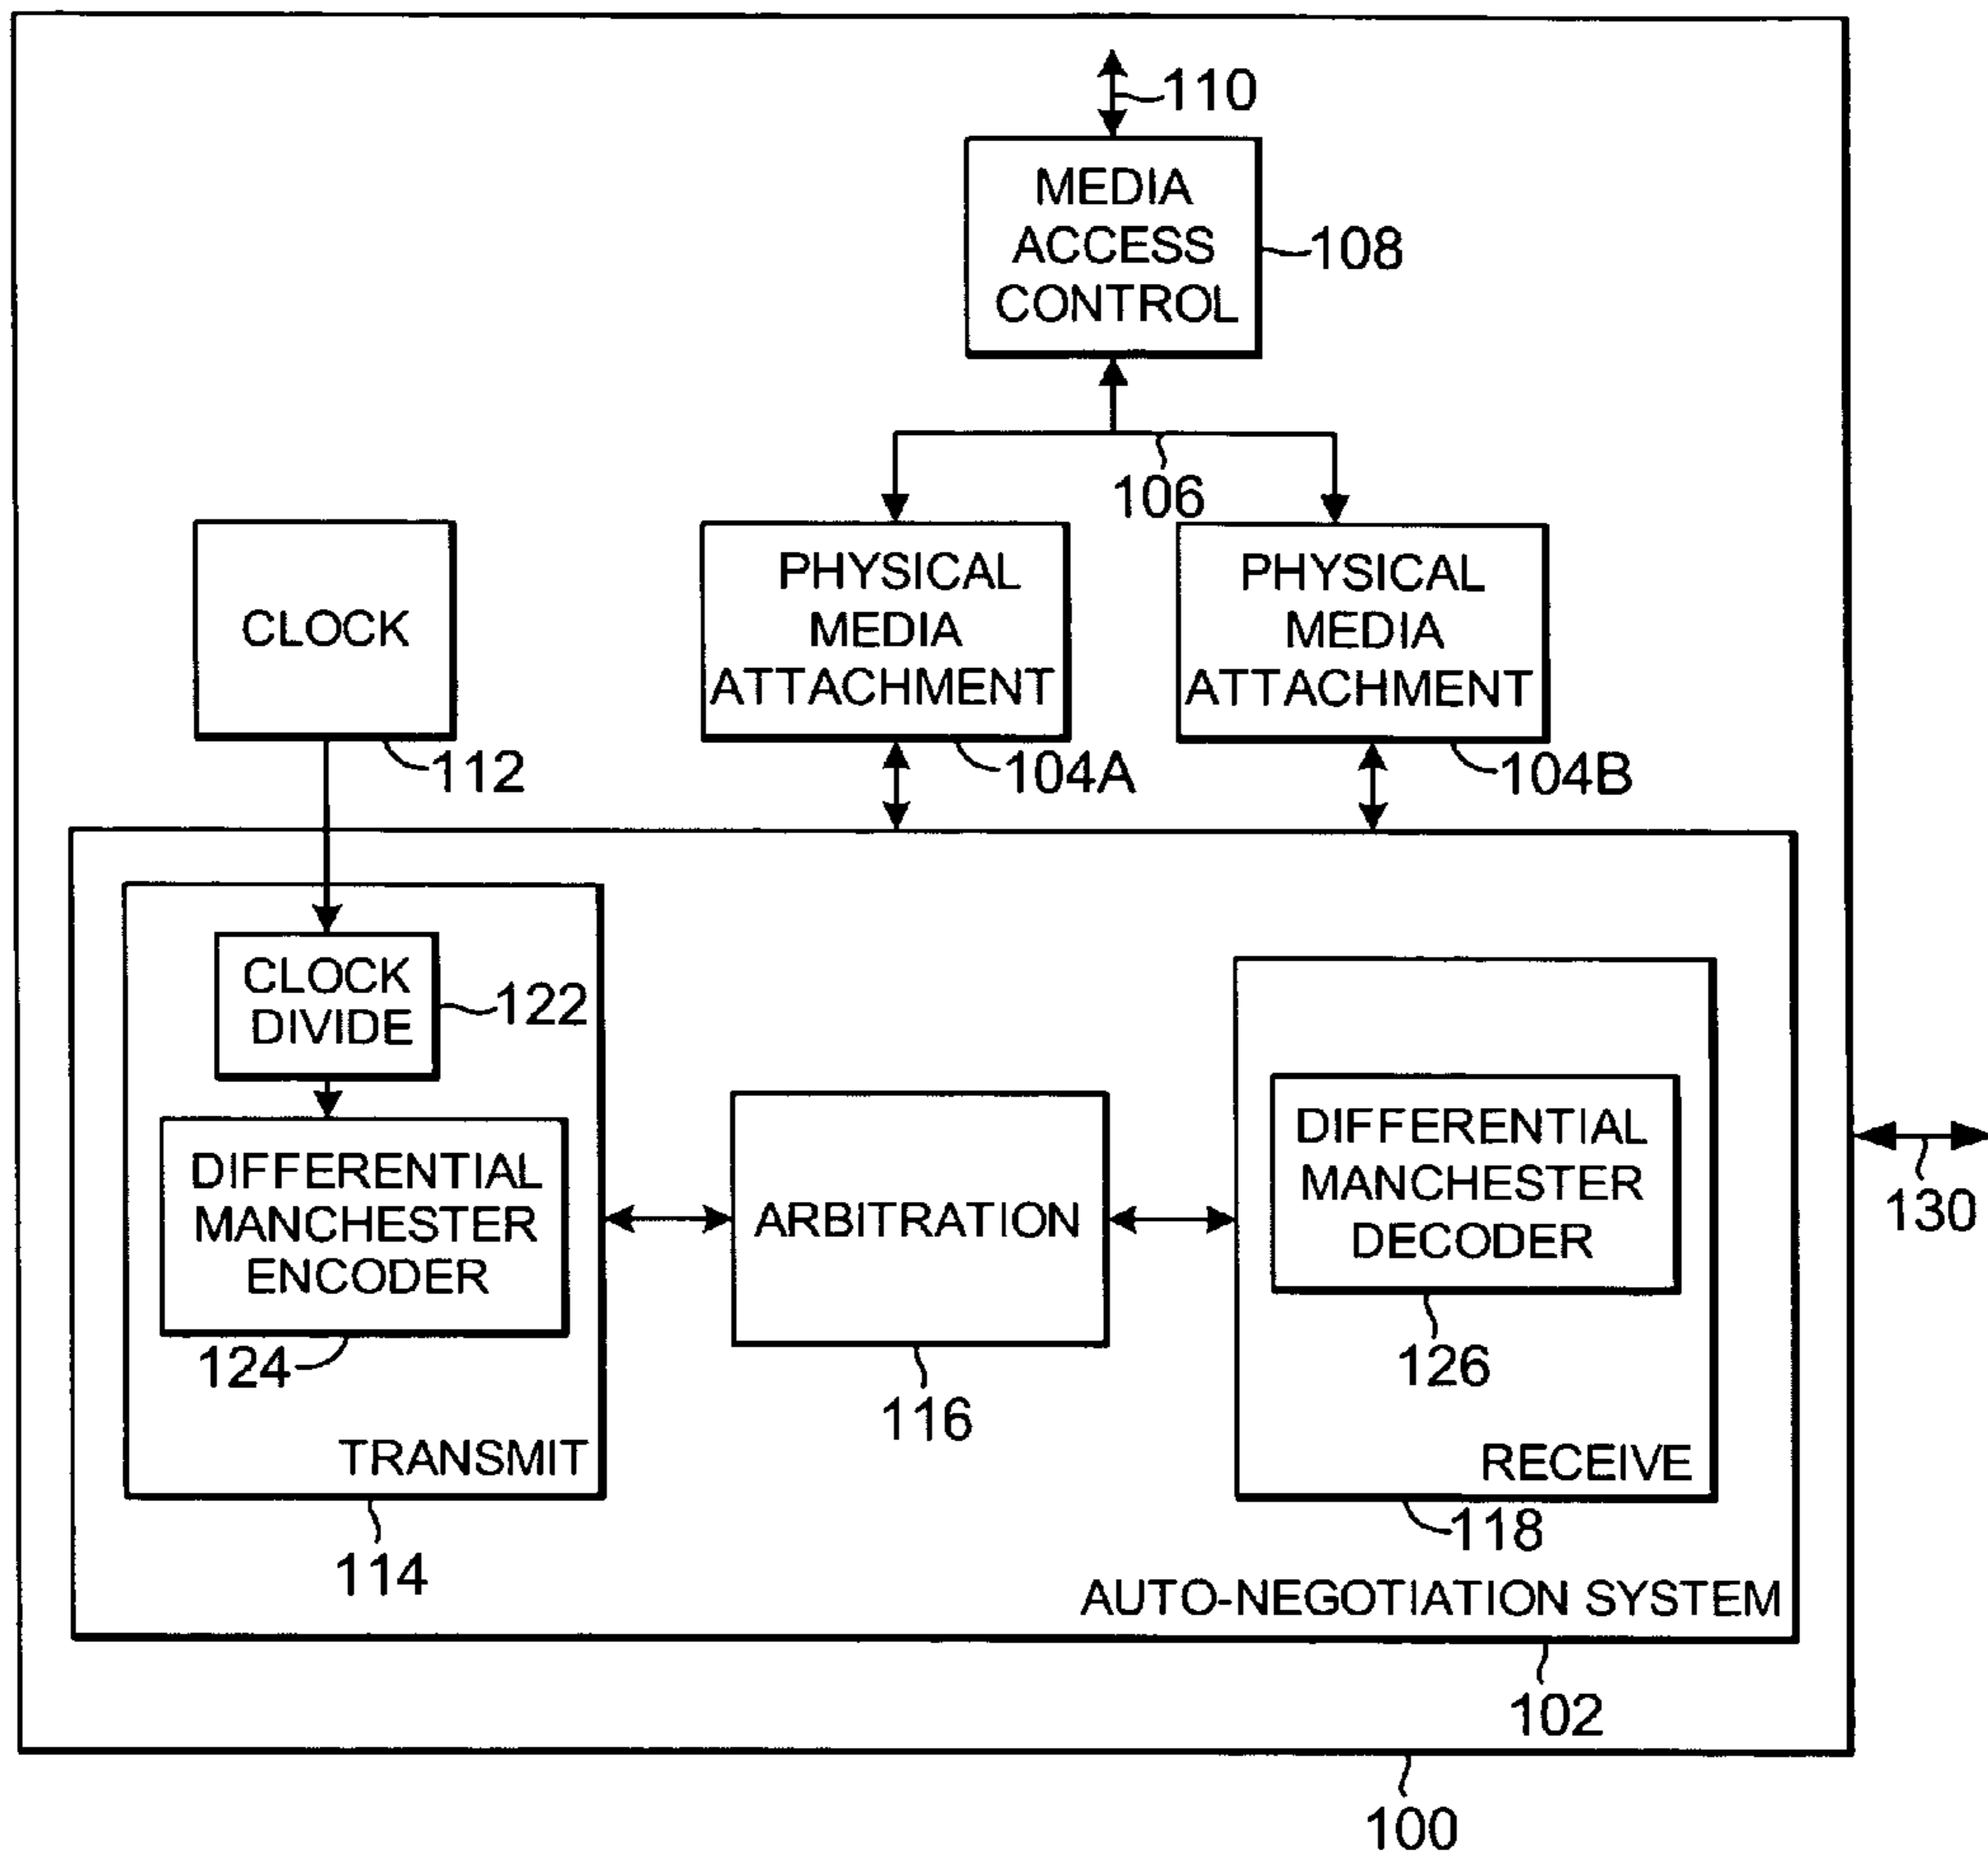 110
MEDIA
ACCESS
CONTROL
108
106
CLOCK
112
PHYSICAL
MEDIA
ATTACHMENT
104A
PHYSICAL
MEDIA
ATTACHMENT
104B
CLOCK
DIVIDE
122
DIFFERENTIAL
MANCHESTER
ENCODER
124
TRANSMIT
114
ARBITRATION
116
DIFFERENTIAL
MANCHESTER
DECODER
126
RECEIVE
118
AUTO-NEGOTIATION SYSTEM
102
130
100